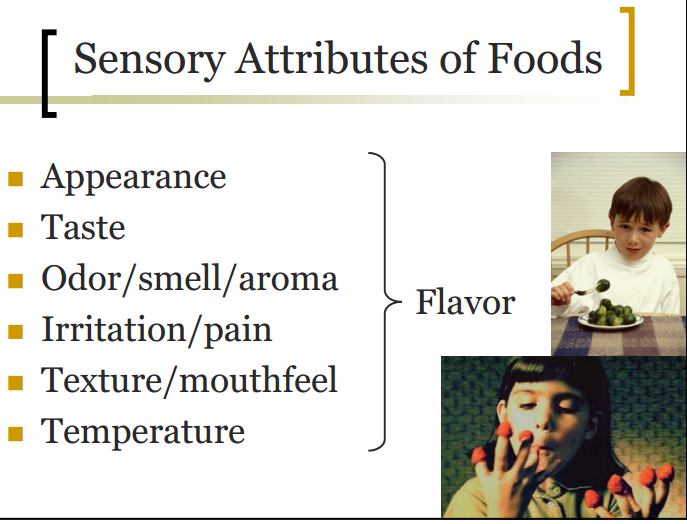 Sensory Attributes of Foods
Appearance
Taste
Odor/smell/aroma
Irritation/pain
Texture/mouthfeel
Temperature
Flavor